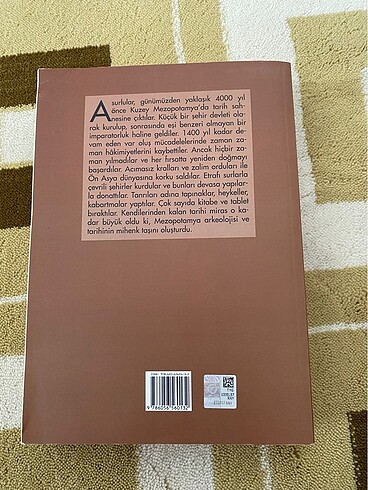 Asurlular, günümüzden yaklaşık 4000 yıl
önce Kuzey Mezopotamya'da tarih sah-
nesine çıktılar. Küçük bir şehir devleti ola-
rak kurulup, sonrasında eşi benzeri almayan bir
imparatorluk haline geldiler. 1400 yıl kadar de-
vam eden var oluş mücadelelerinde zaman za-
man hâkimiyetlerini kaybettiler. Ancak hiçbir za-
man yılmadılar ve her fırsatta yeniden doğmayı
başardılar. Acımasız kralları ve zalim orduları ile
Ön Asya dünyasına korku saldılar. Etrafı surlarla
çevrili şehirler kurdular ve bunları devasa yapılar-
la donattılar. Tanrıları adına tapınaklar, heykeller,
kabartmalar yaptılar. Çok sayıda kitabe ve tablet
bıraktılar. Kendilerinden kalan tarihi miras o ka-
dar büyük oldu ki, Mezopotamya arkeolojisi ve
tarihinin mihenk taşını oluşturdu.
9 786056 560732